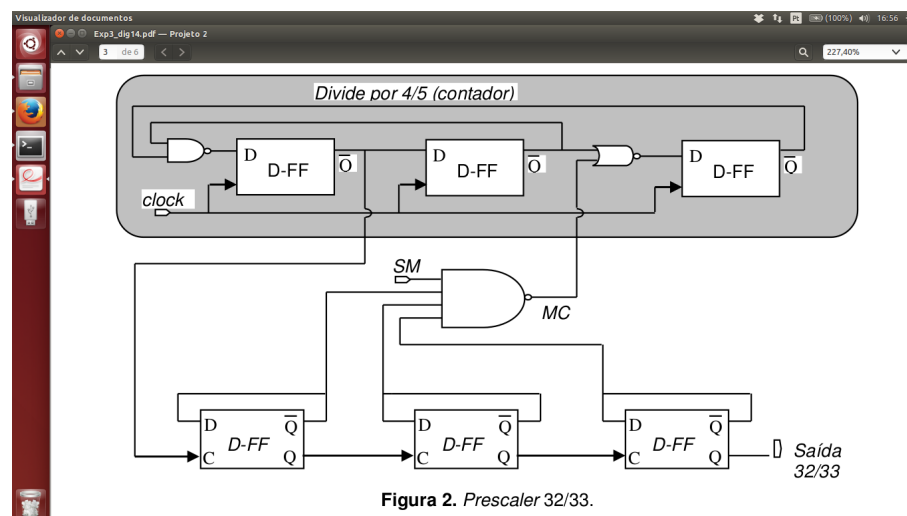 Visualizador de documentos
Pt
(100%)
16:56
Exp3_dig14.pdf — Projeto 2
3 de 6
227,40%
Divide por 4/5 (contador)
D
D-FF
Q
D
D-FF
Q
D
D-FF
Q
clock
SM
MC
D
Q
D-FF
C
Q
D
Q
D-FF
C
Q
D
Q
D-FF
C
Q
Saída
32/33
Figura 2. Prescaler 32/33.